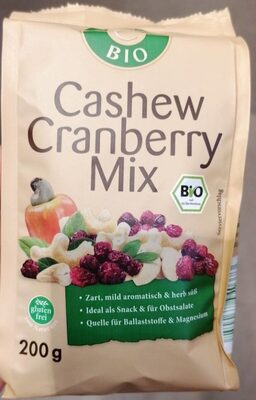 BIO
Cashew
Cranberry
Mix
BiO
Serviervorschlag
• Zart, mild aromatisch & herb süß
• Ideal als Snack & für Obstsalate
• Quelle für Ballaststoffe & Magnesium
gluten
frei
200 g